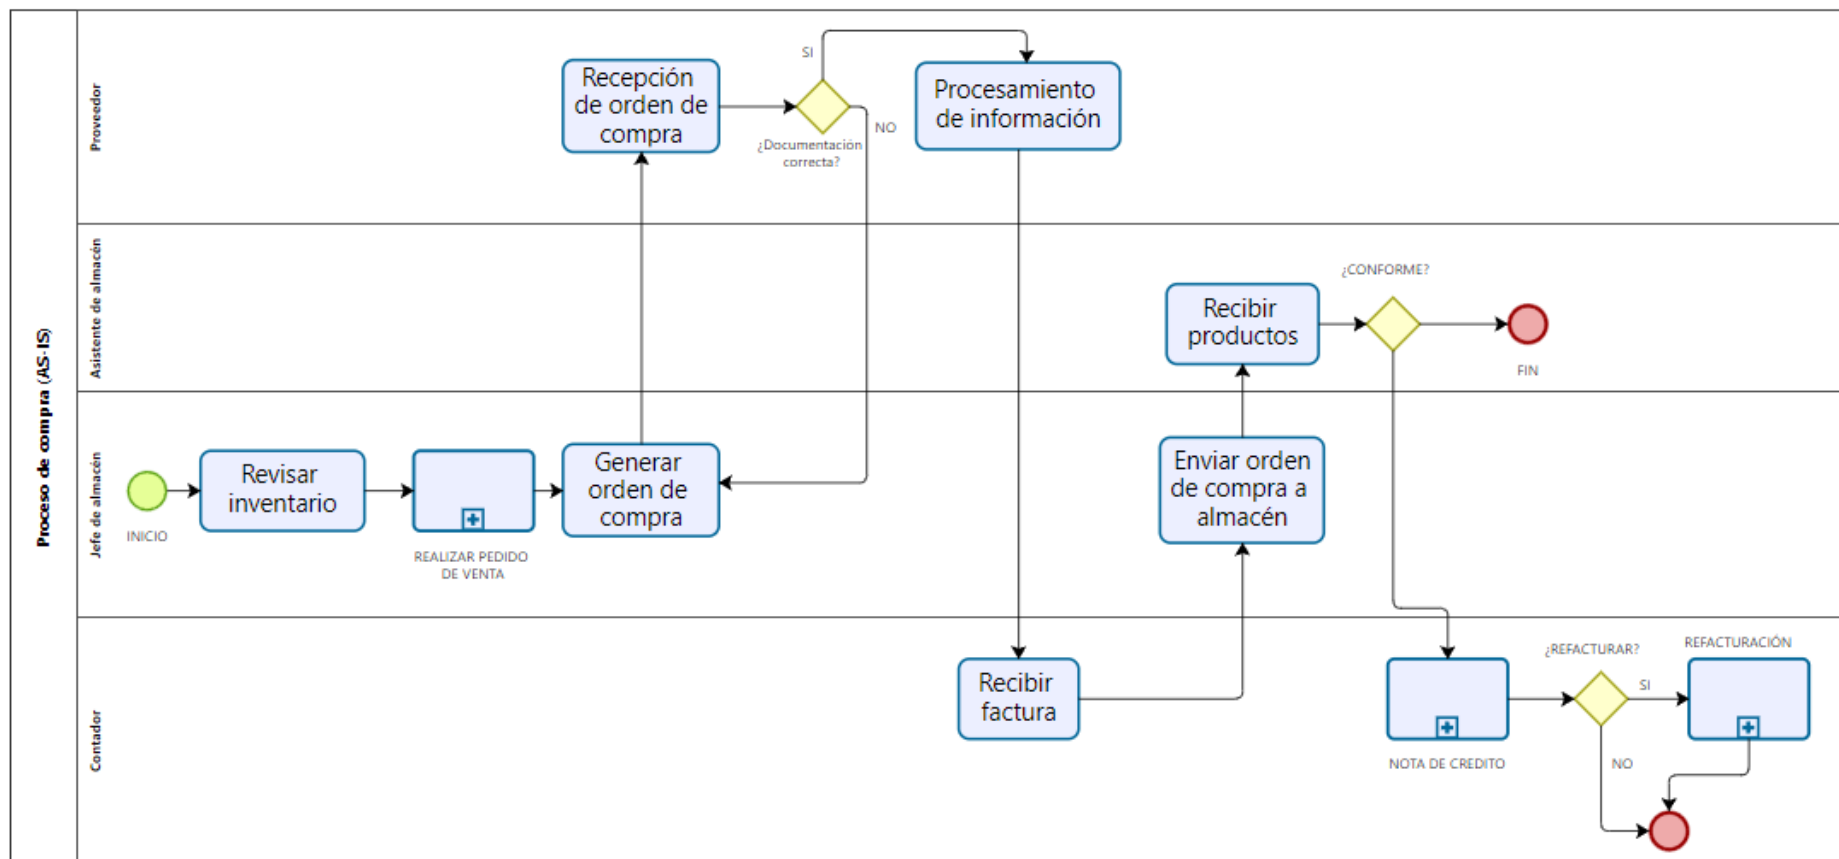 Proceso de compra (AS-IS)
Proveedor
Recepción
de orden de
compra
SI
¿Documentación
correcta?
NO
Procesamiento
de información
Asistente de almacén
Recibir
productos
¿CONFORME?
FIN
Jefe de almacén
INICIO
Revisar
inventario
REALIZAR PEDIDO
DE VENTA
Generar
orden de
compra
Enviar orden
de compra a
almacén
Contador
Recibir
factura
NOTA DE CREDITO
¿REFACTURAR?
SI
NO
REFACTURACIÓN